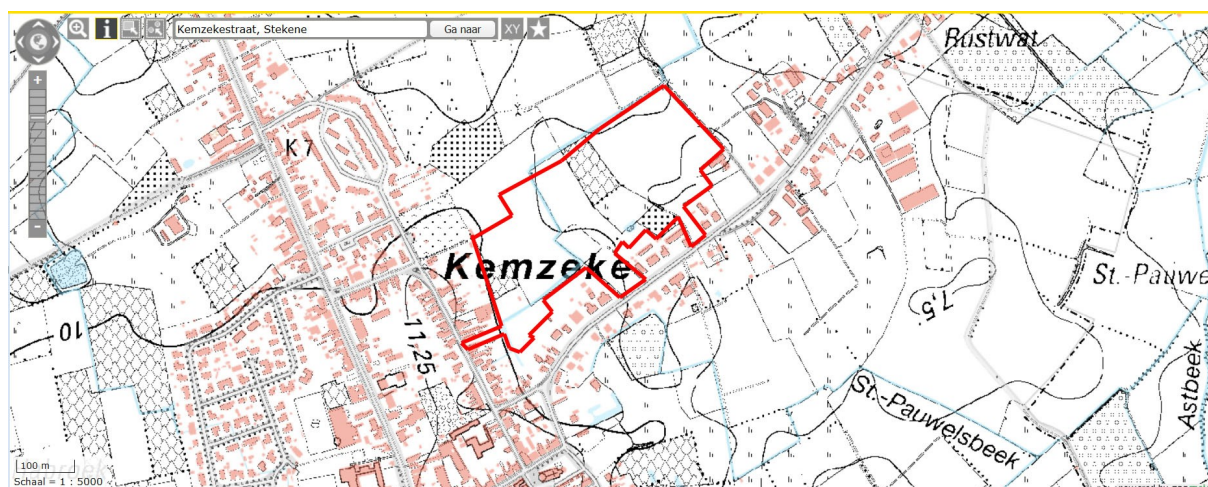 Kemzekestraat, Stekene
Ga naar
XY
Rustwat
K 7
Kemzeke
St.-Pauwe
7,5
10
11,25
St.-Pauwelsbeek
Astbeek
100 m
Schaal = 1 : 5000